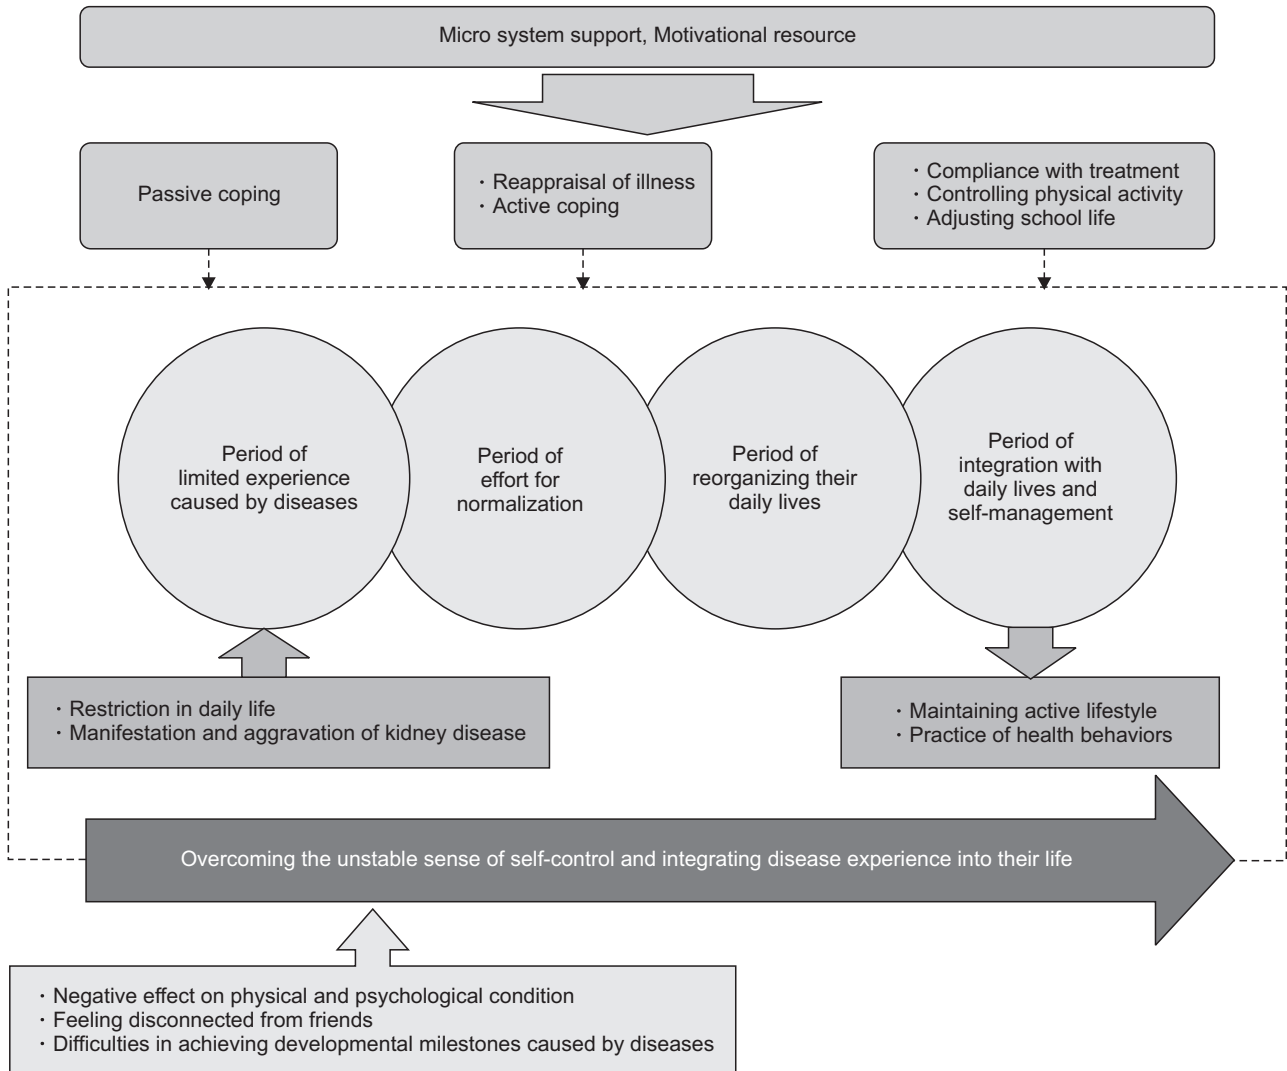 Micro system support, Motivational resource
Passive coping
・Reappraisal of illness
・Active coping
・Compliance with treatment
・Controlling physical activity
・Adjusting school life
Period of
limited experience
caused by diseases
Period of
effort for
normalization
Period of
reorganizing their
daily lives
Period of
integration with
daily lives and
self-management
・Restriction in daily life
・Manifestation and aggravation of kidney disease
・Maintaining active lifestyle
・Practice of health behaviors
Overcoming the unstable sense of self-control and integrating disease experience into their life
・Negative effect on physical and psychological condition
・Feeling disconnected from friends
・Difficulties in achieving developmental milestones caused by diseases